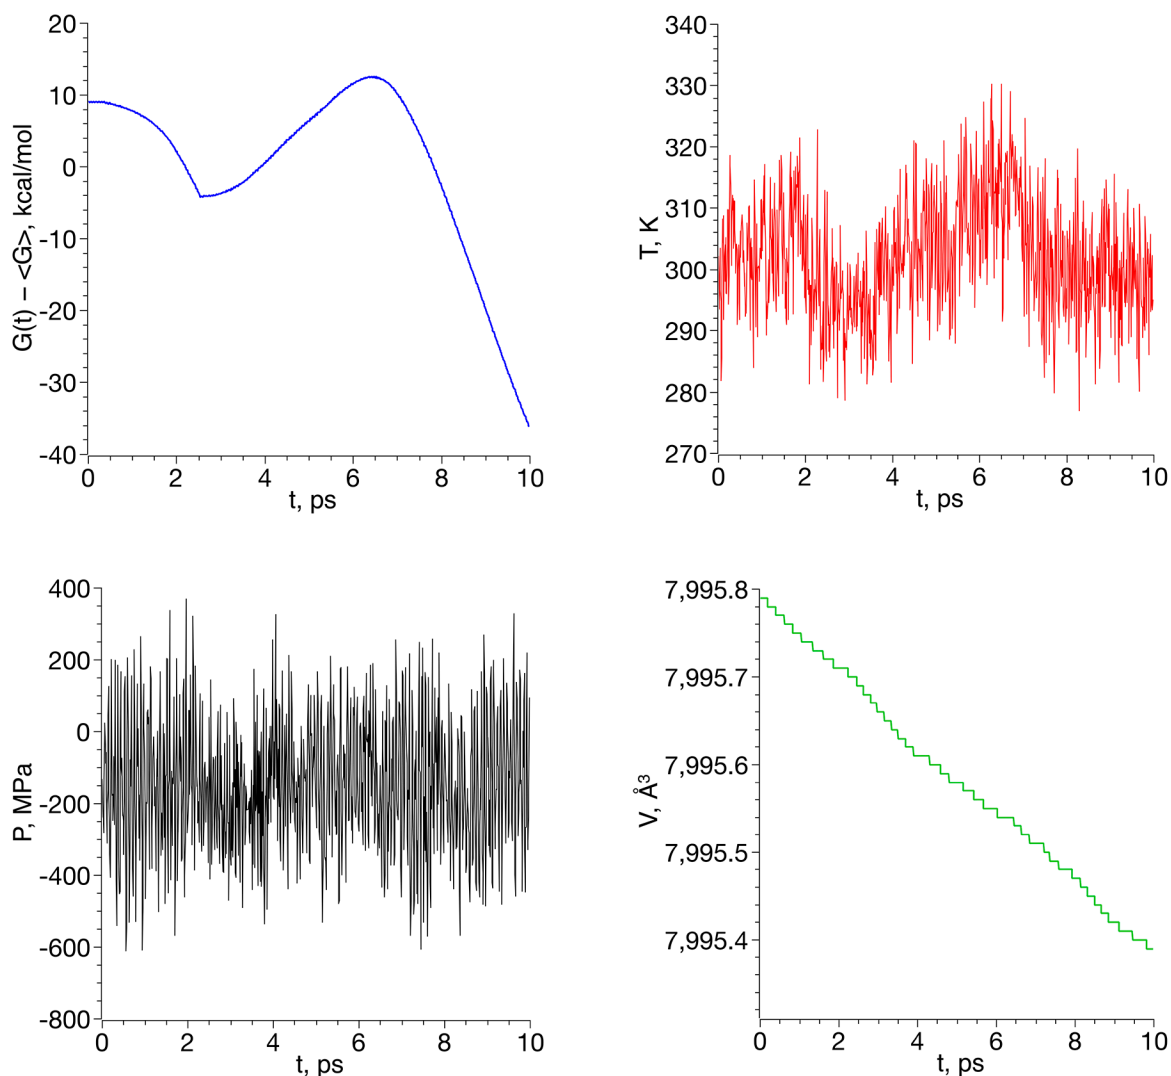 20
10
0
-10
-20
-30
-40
G(t) − <G>, kcal/mol
0 2 4 6 8 10
t, ps
340
330
320
310
300
290
280
270
T, K
0 2 4 6 8 10
t, ps
400
200
0
-200
-400
-600
-800
P, MPa
0 2 4 6 8 10
t, ps
7,995.8
7,995.7
7,995.6
7,995.5
7,995.4
V, Å³
0 2 4 6 8 10
t, ps